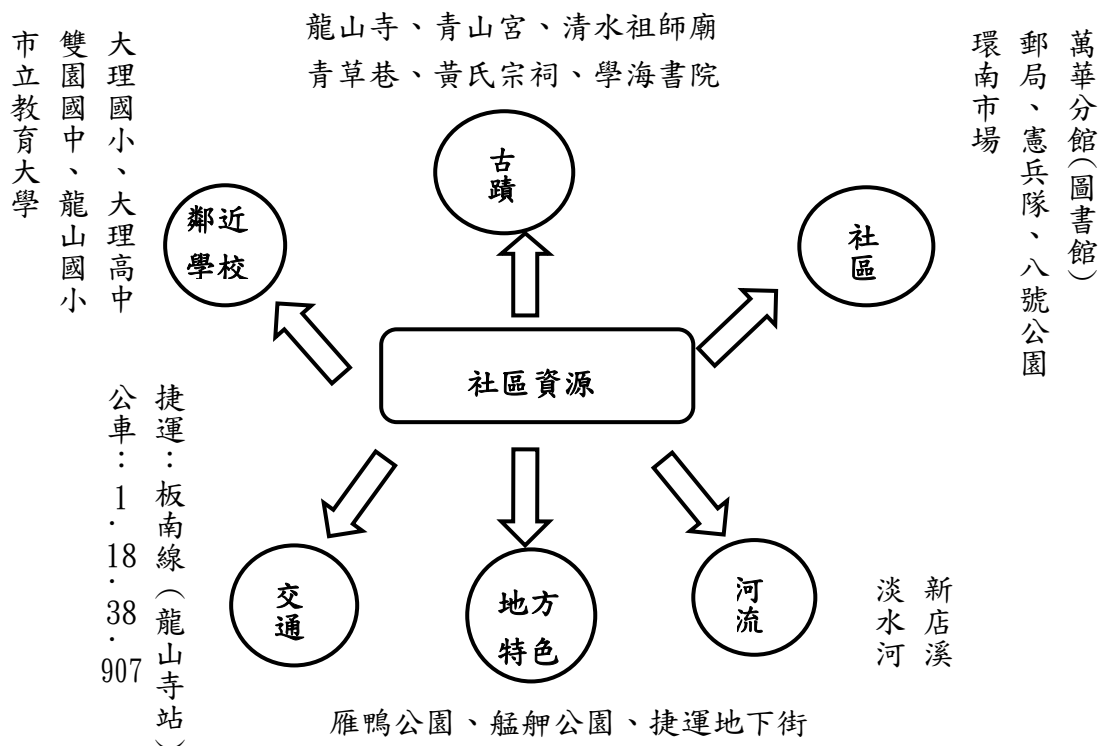 龍山寺、青山宮、清水祖師廟
青草巷、黃氏宗祠、學海書院
古蹟
大理國小、大理高中
雙園國中、龍山國小
市立教育大學
鄰近
學校
萬華分館(圖書館)
郵局、憲兵隊、八號公園
環南市場
社區
社區資源
捷運：板南線(龍山寺站)
公車：1.18.38.907
交通
地方
特色
雁鴨公園、艋舺公園、捷運地下街
河流
新店溪
淡水河